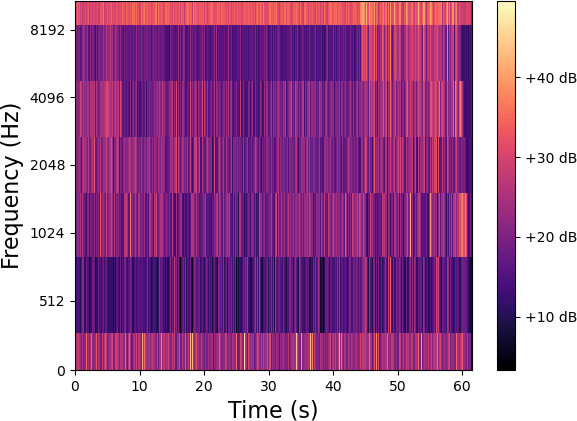 8192
4096
2048
1024
512
0
Frequency (Hz)
0 10 20 30 40 50 60
Time (s)
+40 dB
+30 dB
+20 dB
+10 dB